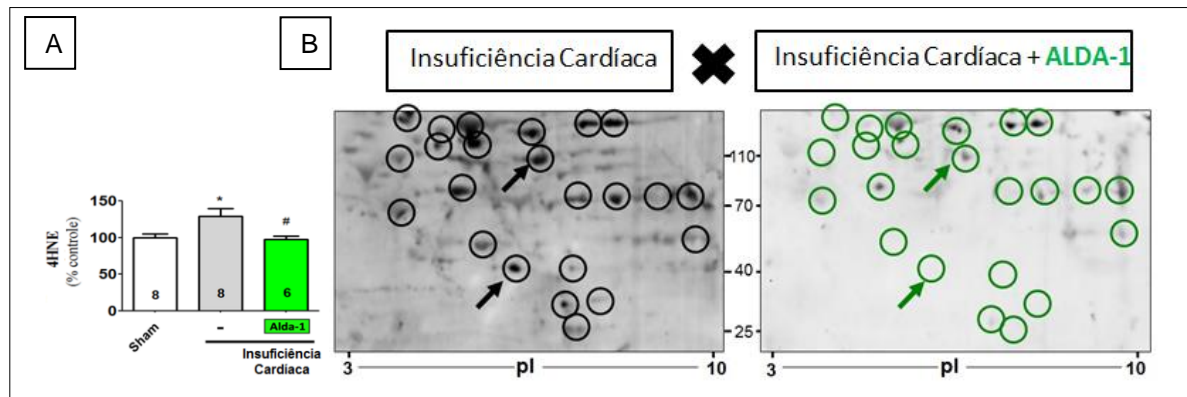 A
B
Insuficiência Cardíaca
Insuficiência Cardíaca + ALDA-1
4HNE
(% controle)
150
100
50
0
*
#
8
8
6
Sham
-
Alda-1
Insuficiência
Cardiaca
110
70
40
25
3
pI
10
3
pI
10